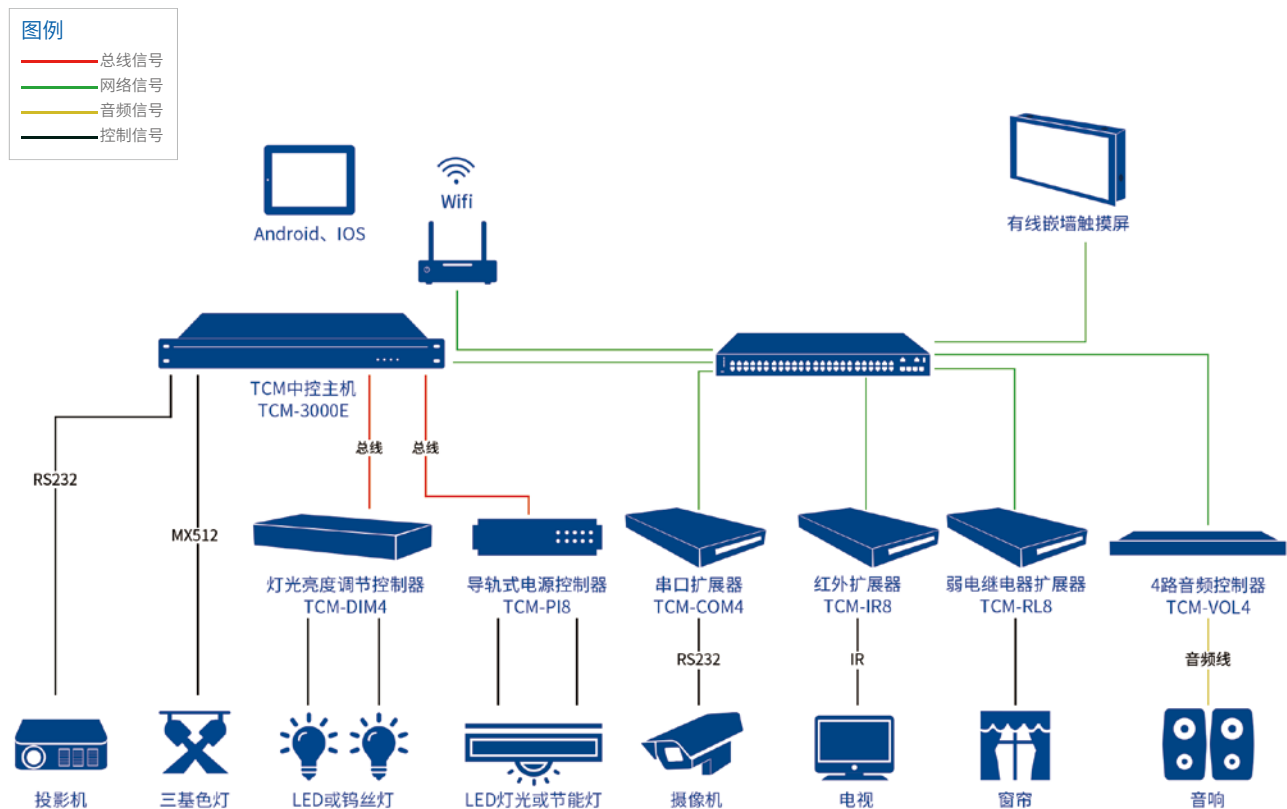 图例
总线信号
网络信号
音频信号
控制信号
Wifi
Android、IOS
有线嵌墙触摸屏
TCM中控主机
TCM-3000E
总线
总线
RS232
MX512
灯光亮度调节控制器
TCM-DIM4
导轨式电源控制器
TCM-PI8
串口扩展器
TCM-COM4
红外扩展器
TCM-IR8
弱电继电器扩展器
TCM-RL8
4路音频控制器
TCM-VOL4
RS232
IR
音频线
投影机
三基色灯
LED或钨丝灯
LED灯光或节能灯
摄像机
电视
窗帘
音响